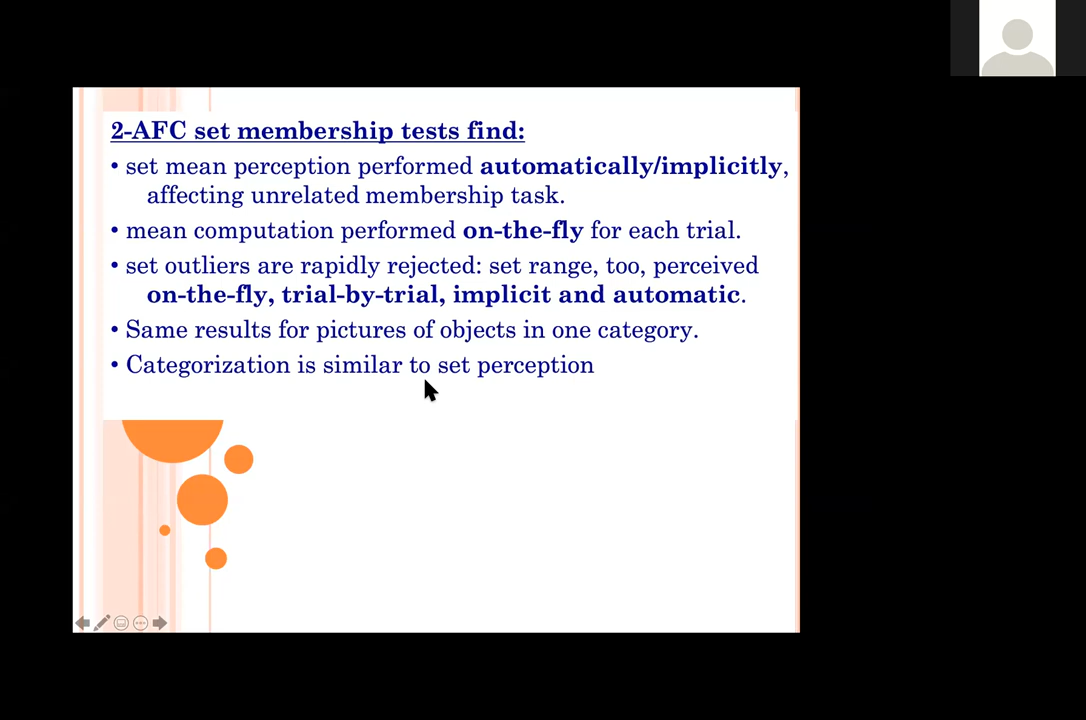 2-AFC set membership tests find:
• set mean perception performed automatically/implicitly,
affecting unrelated membership task.
• mean computation performed on-the-fly for each trial.
• set outliers are rapidly rejected: set range, too, perceived
on-the-fly, trial-by-trial, implicit and automatic.
• Same results for pictures of objects in one category.
• Categorization is similar to set perception